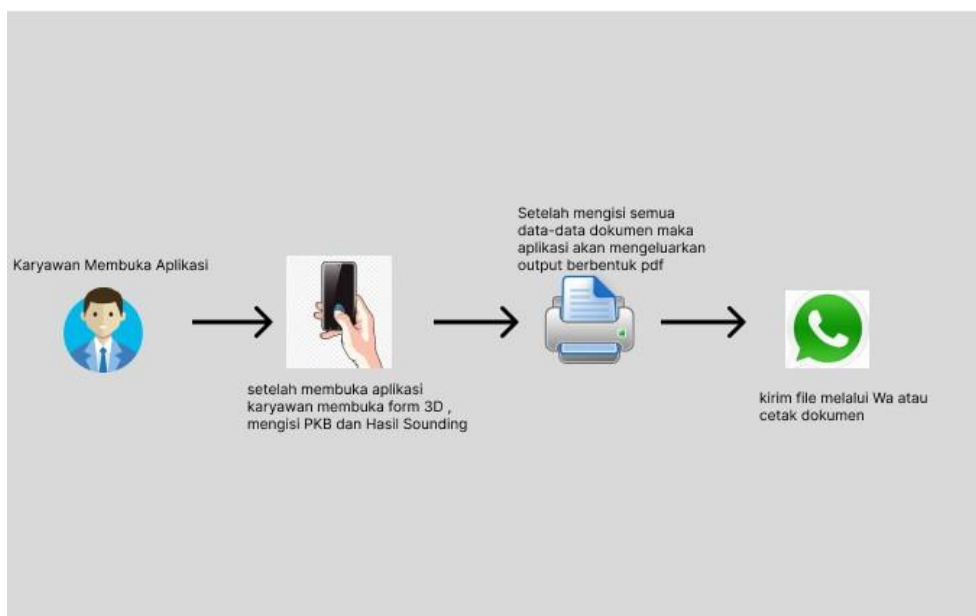 Karyawan Membuka Aplikasi
setelah membuka aplikasi
karyawan membuka form 3D ,
mengisi PKB dan Hasil Sounding
Setelah mengisi semua
data-data dokumen maka
aplikasi akan mengeluarkan
output berbentuk pdf
kirim file melalui Wa atau
cetak dokumen